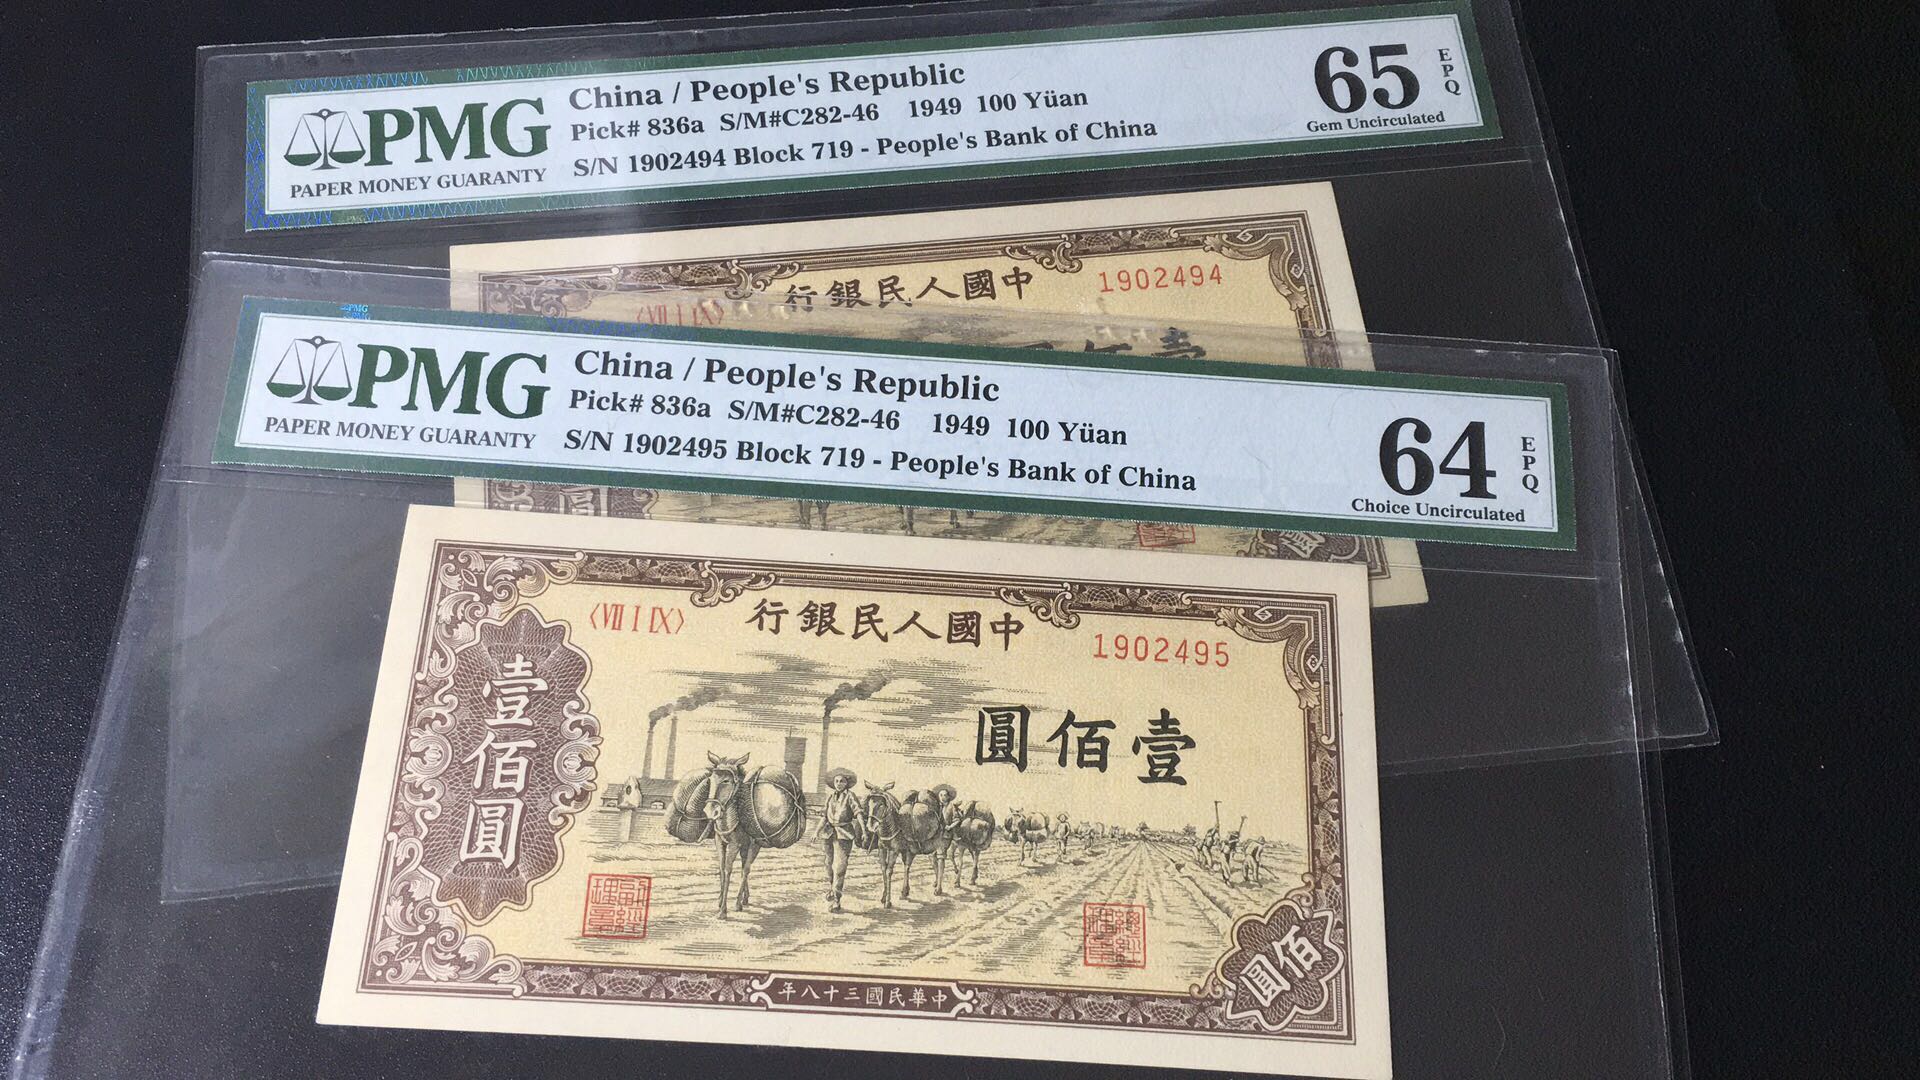 PMG
PAPER MONEY GUARANTY
China / People's Republic
Pick# 836a S/M#C282-46 1949 100 Yüan
S/N 1902494 Block 719 - People's Bank of China
65
EPQ
Gem Uncirculated
行銀民人國中
1902494
〈VII I IX〉
PMG
PAPER MONEY GUARANTY
China / People's Republic
Pick# 836a S/M#C282-46 1949 100 Yüan
S/N 1902495 Block 719 - People's Bank of China
64
EPQ
Choice Uncirculated
〈VII I IX〉
行銀民人國中
1902495
壹佰圓
圓佰壹
佰圓
年八十三國民華中